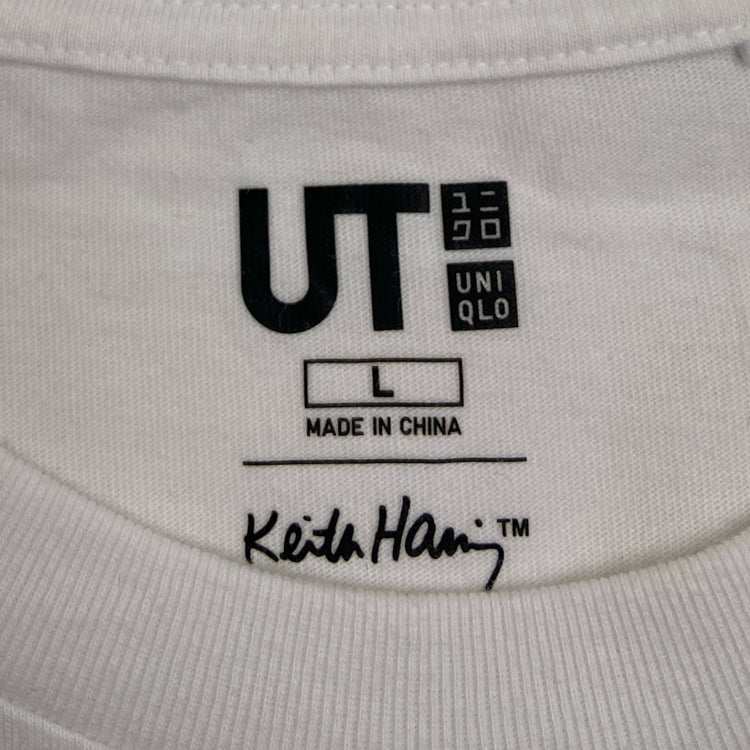 UT
ユニ
クロ
UNI
QLO
L
MADE IN CHINA
Keith Haring™